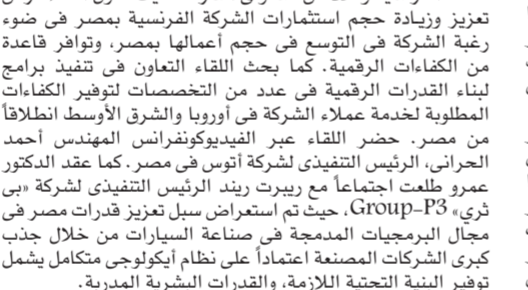 تعزيز وزيادة حجم استثمارات الشركة الفرنسية بمصر فى ضوء
رغبة الشركة فى التوسع فى حجم أعمالها بمصر، وتوافر قاعدة
من الكفاءات الرقمية. كما بحث اللقاء التعاون فى تنفيذ برامج
لبناء القدرات الرقمية فى عدد من التخصصات لتوفير الكفاءات
المطلوبة لخدمة عملاء الشركة فى أوروبا والشرق الأوسط انطلاقاً
من مصر. حضر اللقاء عبر الفيديوكونفرانس المهندس أحمد
الحرانى، الرئيس التنفيذى لشركة أتوس فى مصر. كما عقد الدكتور
عمرو طلعت اجتماعاً مع ريبرت ريند الرئيس التنفيذى لشركة «بى
ثري» Group-P3، حيث تم استعراض سبل تعزيز قدرات مصر فى
مجال البرمجيات المدمجة فى صناعة السيارات من خلال جذب
كبرى الشركات المصنعة اعتماداً على نظام أيكولوجى متكامل يشمل
توفير البنية التحتية اللازمة، والقدرات البشرية المدربة.